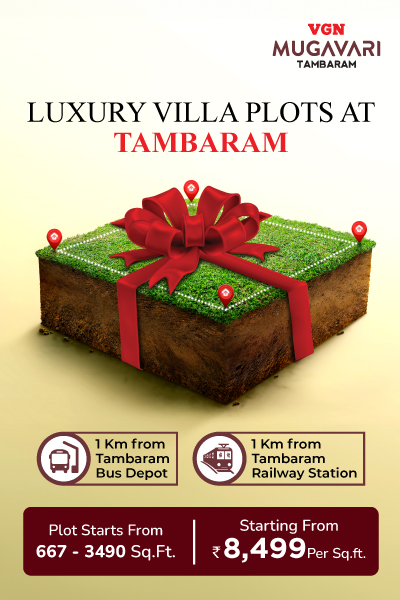 VGN
MUGAVARI
TAMBARAM
LUXURY VILLA PLOTS AT
TAMBARAM
1 Km from
Tambaram
Bus Depot
1 Km from
Tambaram
Railway Station
Plot Starts From
667 - 3490 Sq.Ft.
Starting From
₹8,499 Per Sq.ft.